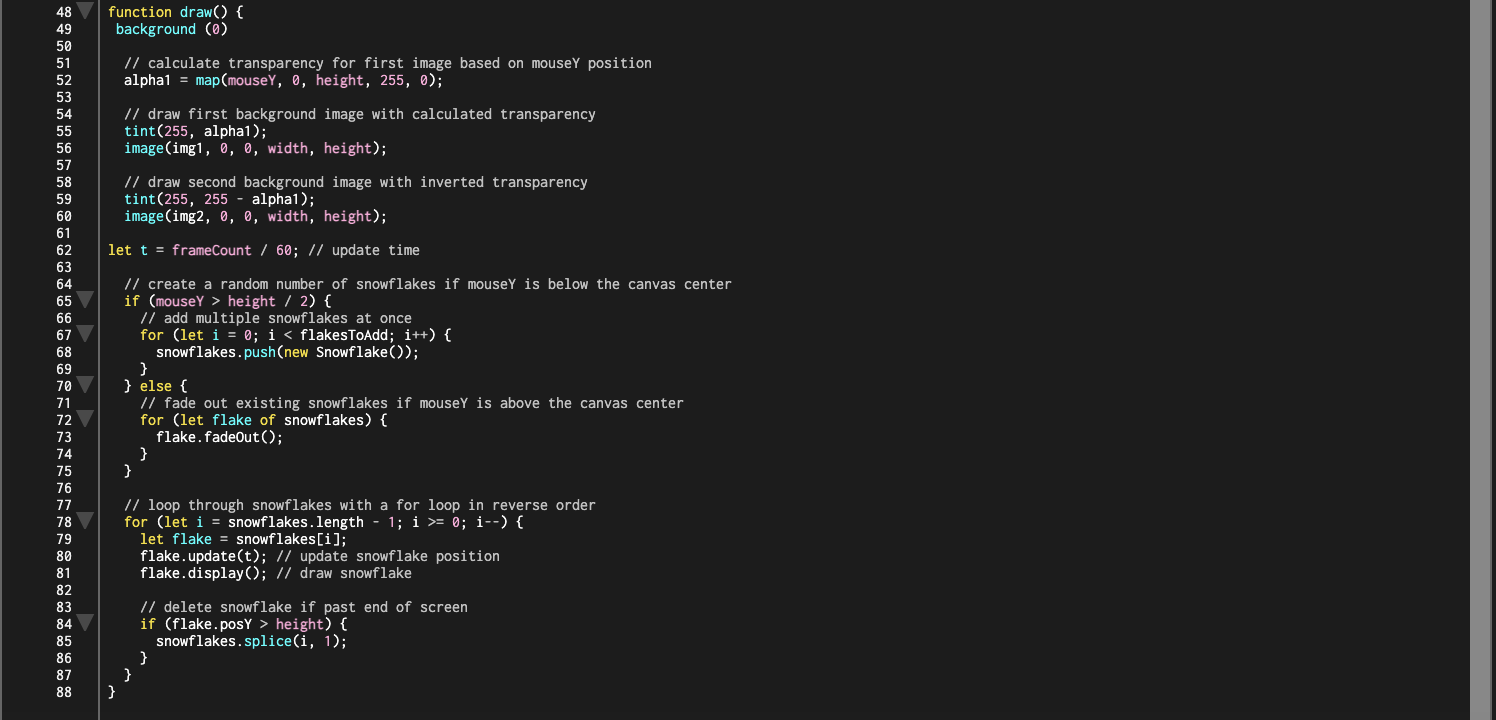 48 function draw() {
49  background (0)
50
51   // calculate transparency for first image based on mouseY position
52   alpha1 = map(mouseY, 0, height, 255, 0);
53
54   // draw first background image with calculated transparency
55   tint(255, alpha1);
56   image(img1, 0, 0, width, height);
57
58   // draw second background image with inverted transparency
59   tint(255, 255 - alpha1);
60   image(img2, 0, 0, width, height);
61
62 let t = frameCount / 60; // update time
63
64   // create a random number of snowflakes if mouseY is below the canvas center
65   if (mouseY > height / 2) {
66     // add multiple snowflakes at once
67     for (let i = 0; i < flakesToAdd; i++) {
68       snowflakes.push(new Snowflake());
69     }
70   } else {
71     // fade out existing snowflakes if mouseY is above the canvas center
72     for (let flake of snowflakes) {
73       flake.fadeOut();
74     }
75   }
76
77   // loop through snowflakes with a for loop in reverse order
78   for (let i = snowflakes.length - 1; i >= 0; i--) {
79     let flake = snowflakes[i];
80     flake.update(t); // update snowflake position
81     flake.display(); // draw snowflake
82
83     // delete snowflake if past end of screen
84     if (flake.posY > height) {
85       snowflakes.splice(i, 1);
86     }
87   }
88 }